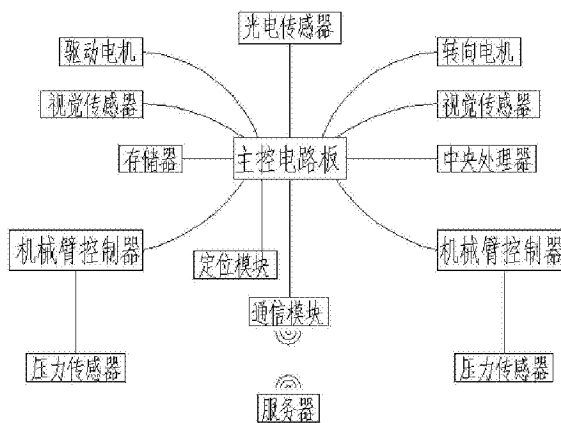 光电传感器
驱动电机
转向电机
视觉传感器
视觉传感器
存储器
主控电路板
中央处理器
机械臂控制器
定位模块
机械臂控制器
通信模块
压力传感器
压力传感器
服务器